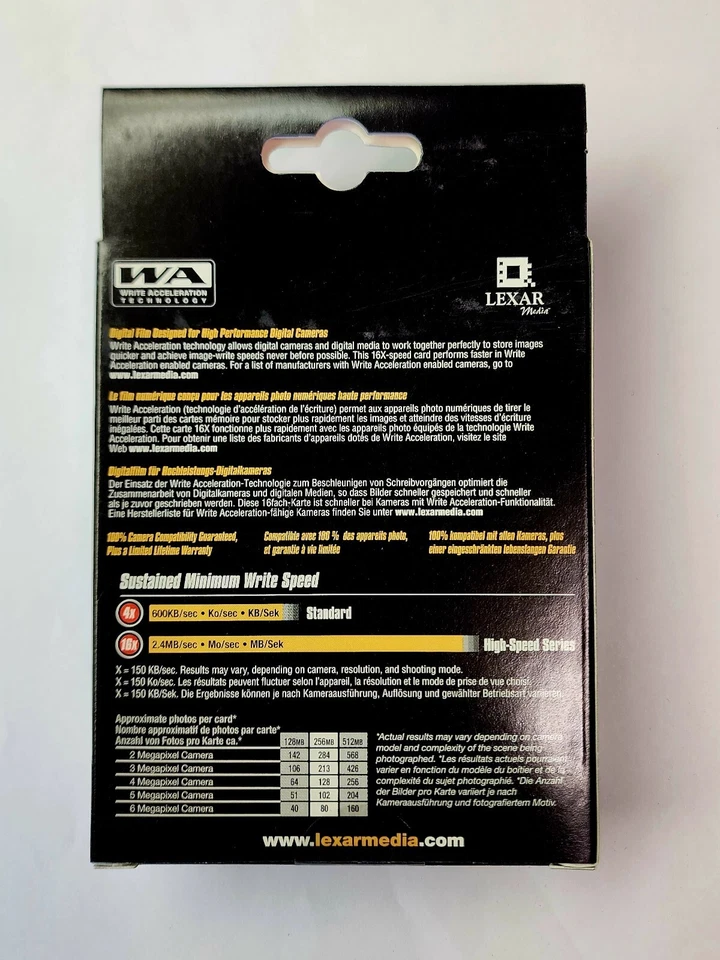 WA
WRITE ACCELERATION
TECHNOLOGY
LEXAR
Media
Digital Film Designed for High Performance Digital Cameras
Write Acceleration technology allows digital cameras and digital media to work together perfectly to store images
quicker and achieve image-write speeds never before possible. This 16X-speed card performs faster in Write
Acceleration enabled cameras. For a list of manufacturers with Write Acceleration enabled cameras, go to
www.lexarmedia.com
Le film numérique conçu pour les appareils photo numériques haute performance
Write Acceleration (technologie d'accélération de l'écriture) permet aux appareils photo numériques de tirer le
meilleur parti des cartes mémoire pour stocker plus rapidement les images et atteindre des vitesses d'écriture
inégalées. Cette carte 16X fonctionne plus rapidement avec les appareils photo équipés de la technologie Write
Acceleration. Pour obtenir une liste des fabricants d'appareils dotés de Write Acceleration, visitez le site
Web www.lexarmedia.com
Digitalfilm für Hochleistungs-Digitalkameras
Der Einsatz der Write Acceleration-Technologie zum Beschleunigen von Schreibvorgängen optimiert die
Zusammenarbeit von Digitalkameras und digitalen Medien, so dass Bilder schneller gespeichert und schneller
als je zuvor geschrieben werden. Diese 16fach-Karte ist schneller bei Kameras mit Write Acceleration-Funktionalität.
Eine Herstellerliste für Write Acceleration-fähige Kameras finden Sie unter www.lexarmedia.com
100% Camera Compatibility Guaranteed,
Plus a Limited Lifetime Warranty
Compatible avec 100 % des appareils photo,
et garantie à vie limitée
100% kompatibel mit allen Kameras, plus
einer eingeschränkten lebenslangen Garantie
Sustained Minimum Write Speed
4x 600KB/sec • Ko/sec • KB/Sek Standard
16x 2.4MB/sec • Mo/sec • MB/Sek High-Speed Series
X = 150 KB/sec. Results may vary, depending on camera, resolution, and shooting mode.
X = 150 Ko/sec. Les résultats peuvent fluctuer selon l'appareil, la résolution et le mode de prise de vue choisi.
X = 150 KB/Sek. Die Ergebnisse können je nach Kameraausführung, Auflösung und gewählter Betriebsart variieren.
Approximate photos per card*
Nombre approximatif de photos par carte*
Anzahl von Fotos pro Karte ca.* 128MB 256MB 512MB
2 Megapixel Camera 142 284 568
3 Megapixel Camera 106 213 426
4 Megapixel Camera 64 128 256
5 Megapixel Camera 51 102 204
6 Megapixel Camera 40 80 160
*Actual results may vary depending on camera
model and complexity of the scene being
photographed. *Les résultats actuels pourraient
varier en fonction du modèle du boitier et de la
complexité du sujet photographié. *Die Anzahl
der Bilder pro Karte variiert je nach
Kameraausführung und fotografiertem Motiv.
www.lexarmedia.com